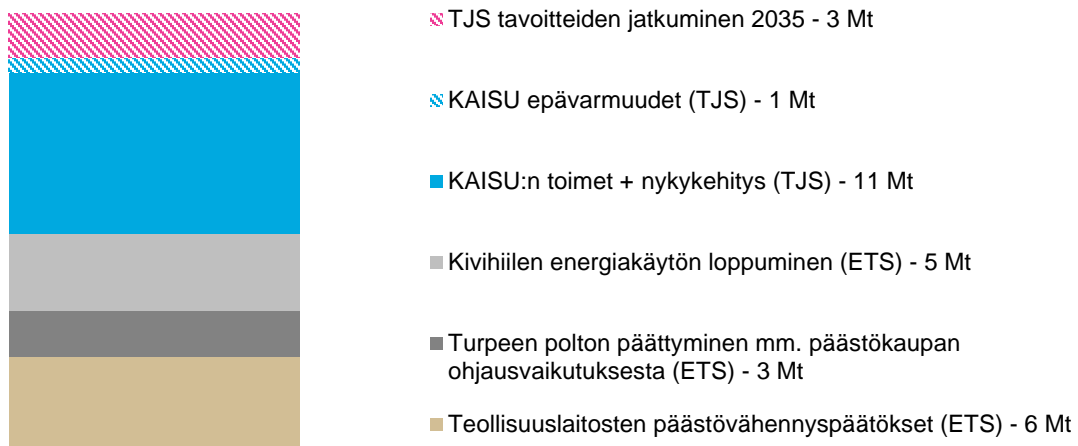 TJS tavoitteiden jatkuminen 2035 - 3 Mt
KAISU epävarmuudet (TJS) - 1 Mt
KAISU:n toimet + nykykehitys (TJS) - 11 Mt
Kivihiilen energiakäytön loppuminen (ETS) - 5 Mt
Turpeen polton päättyminen mm. päästökaupan
ohjausvaikutuksesta (ETS) - 3 Mt
Teollisuuslaitosten päästövähennyspäätökset (ETS) - 6 Mt